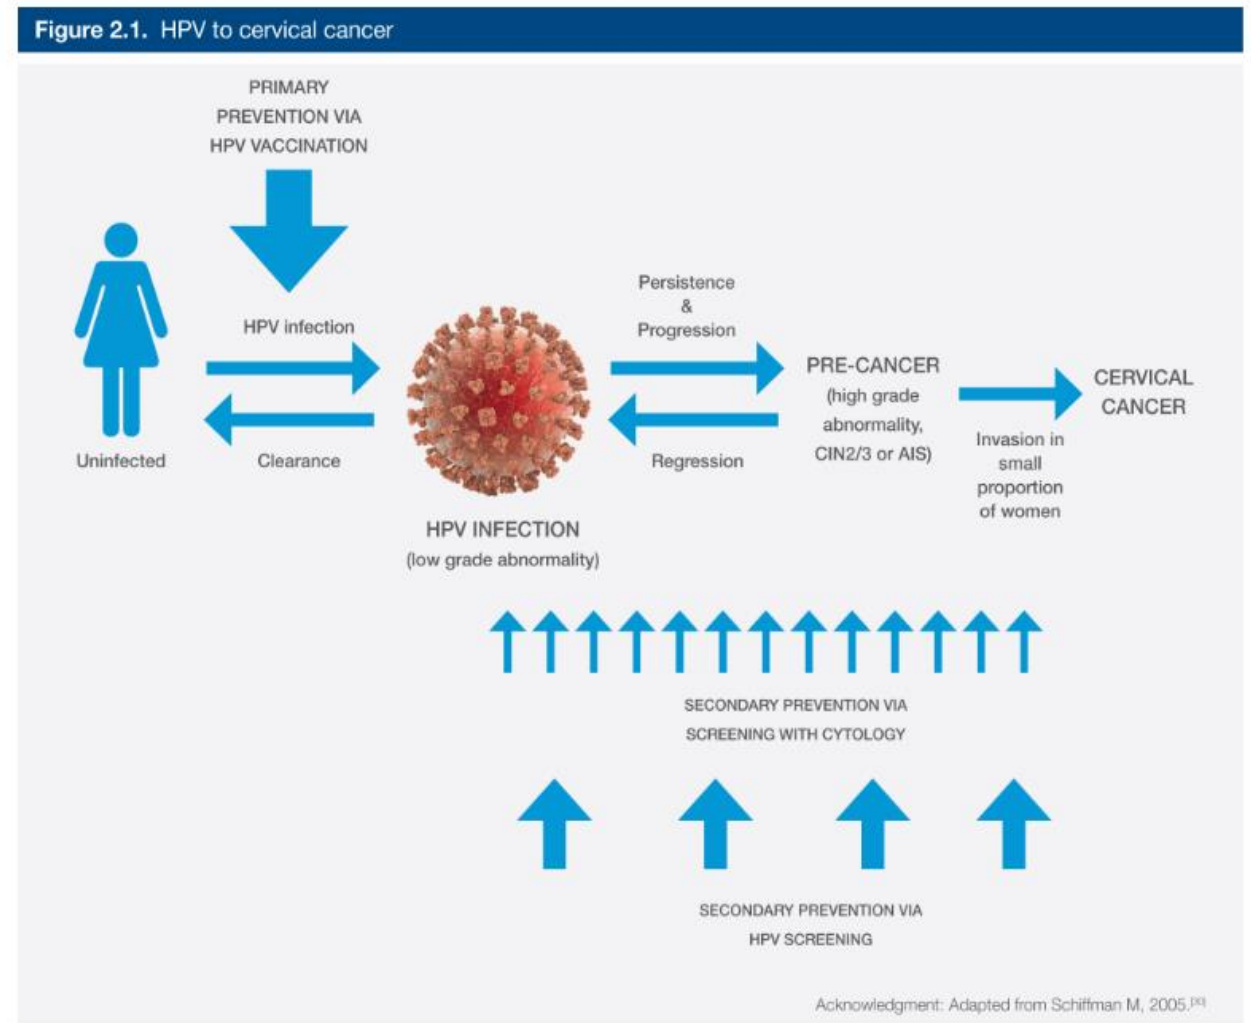 Figure 2.1. HPV to cervical cancer
PRIMARY
PREVENTION VIA
HPV VACCINATION
HPV infection
Uninfected
Clearance
HPV INFECTION
(low grade abnormality)
Persistence
&
Progression
Regression
PRE-CANCER
(high grade
abnormality,
CIN2/3 or AIS)
Invasion in
small
proportion
of women
CERVICAL
CANCER
SECONDARY PREVENTION VIA
SCREENING WITH CYTOLOGY
SECONDARY PREVENTION VIA
HPV SCREENING
Acknowledgment: Adapted from Schiffman M, 2005.